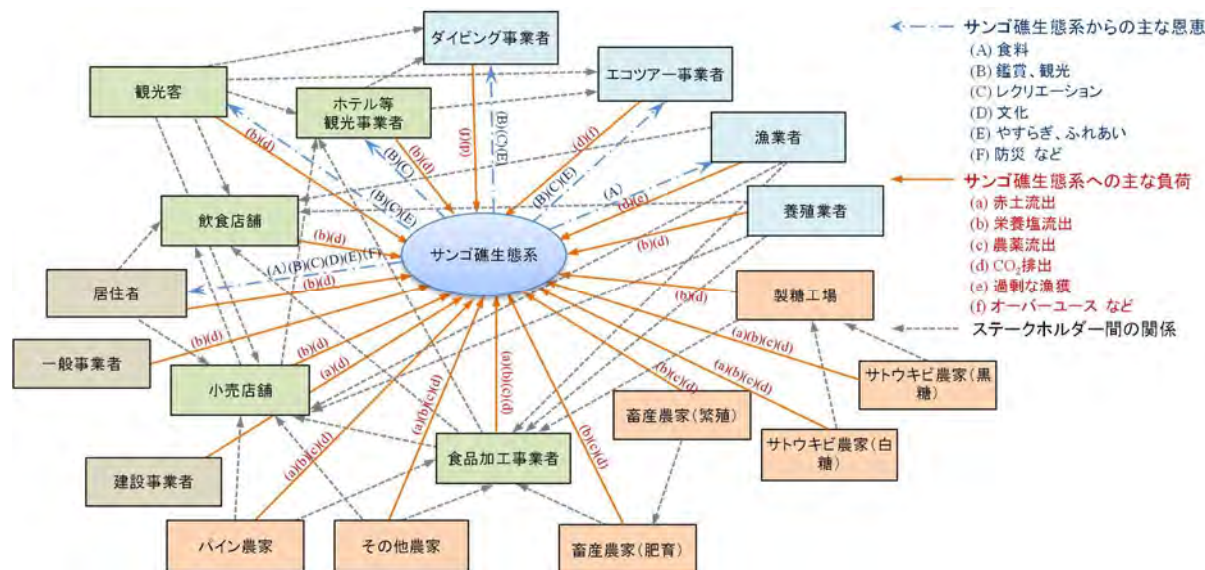 ダイビング事業者
エコツアー事業者
観光客
ホテル等
観光事業者
漁業者
養殖業者
飲食店舗
サンゴ礁生態系
居住者
製糖工場
一般事業者
小売店舗
サトウキビ農家(黒
糖)
畜産農家(繁殖)
サトウキビ農家(白
糖)
食品加工事業者
建設事業者
パイン農家
その他農家
畜産農家(肥育)
(b)(d)
(b)(d)
(B)(C)
(d)(f)
(B)(C)(E)
(d)(f)
(B)(C)(E)
(A)
(d)(e)
(B)(C)(E)
(b)(d)
(b)(d)
(A)(B)(C)(D)(E)(F)
(b)(d)
(b)(d)
(b)(d)
(b)(d)
(a)(d)
(a)(b)(c)(d)
(a)(b)(c)(d)
(a)(b)(c)(d)
(b)(c)(d)
(b)(c)(d)
(a)(b)(c)(d)
(a)(b)(c)(d)
サンゴ礁生態系からの主な恩恵
(A) 食料
(B) 鑑賞、観光
(C) レクリエーション
(D) 文化
(E) やすらぎ、ふれあい
(F) 防災 など
サンゴ礁生態系への主な負荷
(a) 赤土流出
(b) 栄養塩流出
(c) 農薬流出
(d) CO₂排出
(e) 過剰な漁獲
(f) オーバーユース など
ステークホルダー間の関係